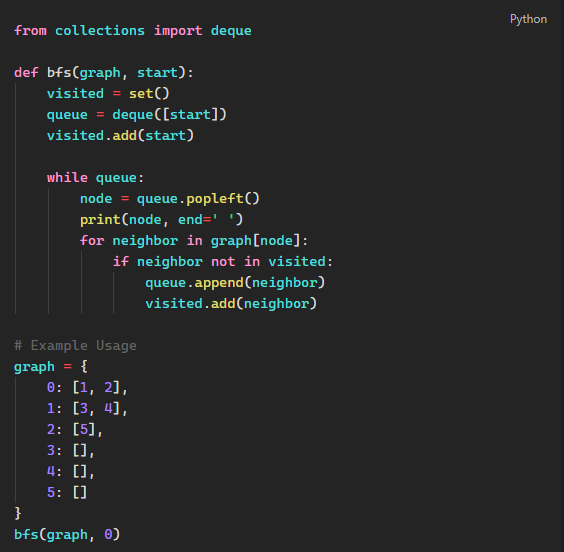 Python
from collections import deque
def bfs(graph, start):
    visited = set()
    queue = deque([start])
    visited.add(start)
    while queue:
        node = queue.popleft()
        print(node, end=' ')
        for neighbor in graph[node]:
            if neighbor not in visited:
                queue.append(neighbor)
                visited.add(neighbor)
# Example Usage
graph = {
    0: [1, 2],
    1: [3, 4],
    2: [5],
    3: [],
    4: [],
    5: []
}
bfs(graph, 0)